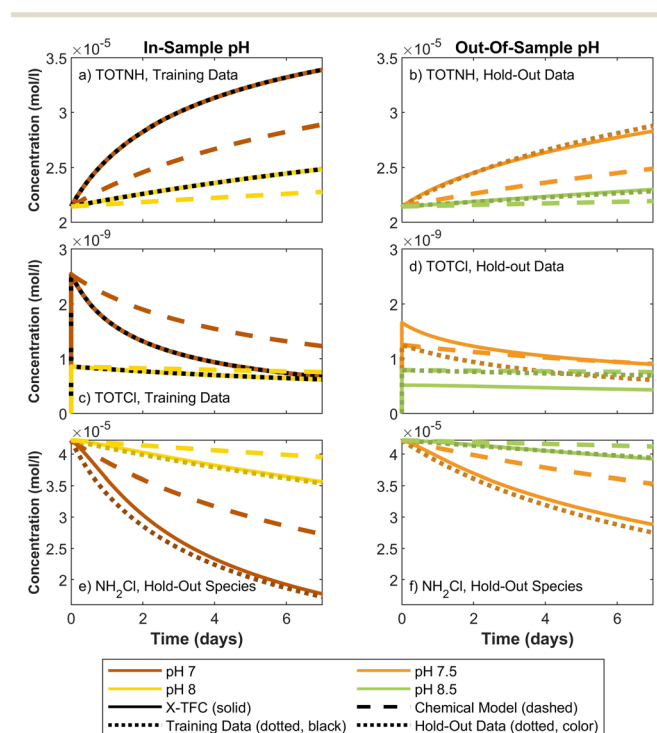 In-Sample pH
Out-Of-Sample pH
×10⁻⁵
3.5
a) TOTNH, Training Data
3
2.5
2
Concentration (mol/l)
×10⁻⁵
3.5
b) TOTNH, Hold-Out Data
3
2.5
2
×10⁻⁹
3
2
1
0
c) TOTCl, Training Data
Concentration (mol/l)
×10⁻⁹
3
d) TOTCl, Hold-out Data
2
1
0
×10⁻⁵
4
3.5
3
2.5
2
e) NH₂Cl, Hold-Out Species
Concentration (mol/l)
0 2 4 6
Time (days)
×10⁻⁵
4
3.5
3
2.5
2
f) NH₂Cl, Hold-Out Species
0 2 4 6
Time (days)
pH 7
pH 7.5
pH 8
pH 8.5
X-TFC (solid)
Chemical Model (dashed)
Training Data (dotted, black)
Hold-Out Data (dotted, color)